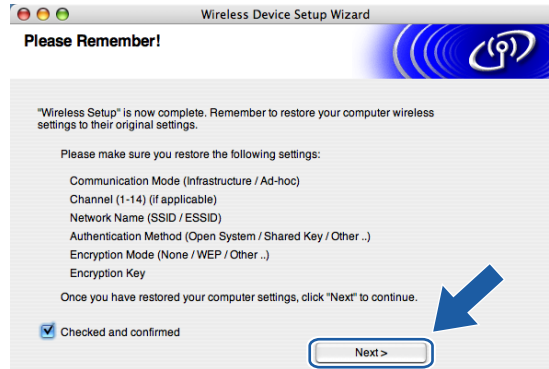 Wireless Device Setup Wizard
Please Remember!
"Wireless Setup" is now complete. Remember to restore your computer wireless
settings to their original settings.
Please make sure you restore the following settings:
Communication Mode (Infrastructure / Ad-hoc)
Channel (1-14) (if applicable)
Network Name (SSID / ESSID)
Authentication Method (Open System / Shared Key / Other ..)
Encryption Mode (None / WEP / Other ..)
Encryption Key
Once you have restored your computer settings, click "Next" to continue.
Checked and confirmed
Next >